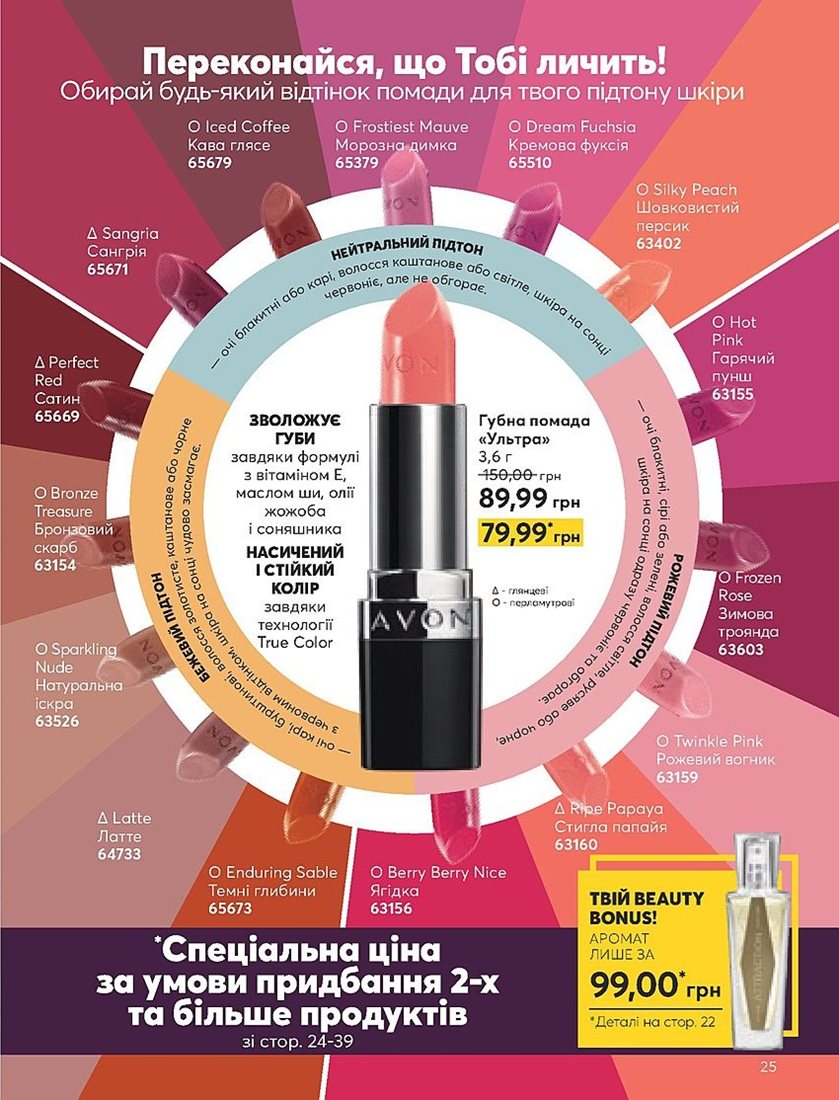 Переконайся, що Тобі личить!
Обирай будь-який відтінок помади для твого підтону шкіри
O Iced Coffee
Кава глясе
65679
O Frostiest Mauve
Морозна димка
65379
O Dream Fuchsia
Кремова фуксія
65510
O Silky Peach
Шовковистий
персик
63402
Δ Sangria
Сангрія
65671
O Hot
Pink
Гарячий
пунш
63155
Δ Perfect
Red
Сатин
65669
O Bronze
Treasure
Бронзовий
скарб
63154
O Frozen
Rose
Зимова
троянда
63603
O Sparkling
Nude
Натуральна
іскра
63526
O Twinkle Pink
Рожевий вогник
63159
Δ Latte
Латте
64733
Δ Ripe Papaya
Стигла папайя
63160
O Enduring Sable
Темні глибини
65673
O Berry Berry Nice
Ягідка
63156
НЕЙТРАЛЬНИЙ ПІДТОН
— очі блакитні або карі, волосся каштанове або світле, шкіра на сонці
червоніє, але не обгорає.
РОЖЕВИЙ ПІДТОН
— очі блакитні, сірі або зелені, волосся світле, русяве або чорне,
шкіра на сонці одразу червоніє та обгорає.
БЕЖЕВИЙ ПІДТОН
— очі карі, бурштинові, волосся золотисте, каштанове або чорне
з червоним відтінком, шкіра на сонці чудово засмагає.
ЗВОЛОЖУЄ
ГУБИ
завдяки формулі
з вітаміном Е,
маслом ши, олії
жожоба
і соняшника
НАСИЧЕНИЙ
І СТІЙКИЙ
КОЛІР
завдяки
технології
True Color
AVON
Губна помада
«Ультра»
3,6 г
150,00 грн
89,99 грн
79,99* грн
Δ - глянцеві
O - перламутрові
*Спеціальна ціна
за умови придбання 2-х
та більше продуктів
зі стор. 24-39
ТВІЙ BEAUTY
BONUS!
АРОМАТ
ЛИШЕ ЗА
99,00* грн
*Деталі на стор. 22
25